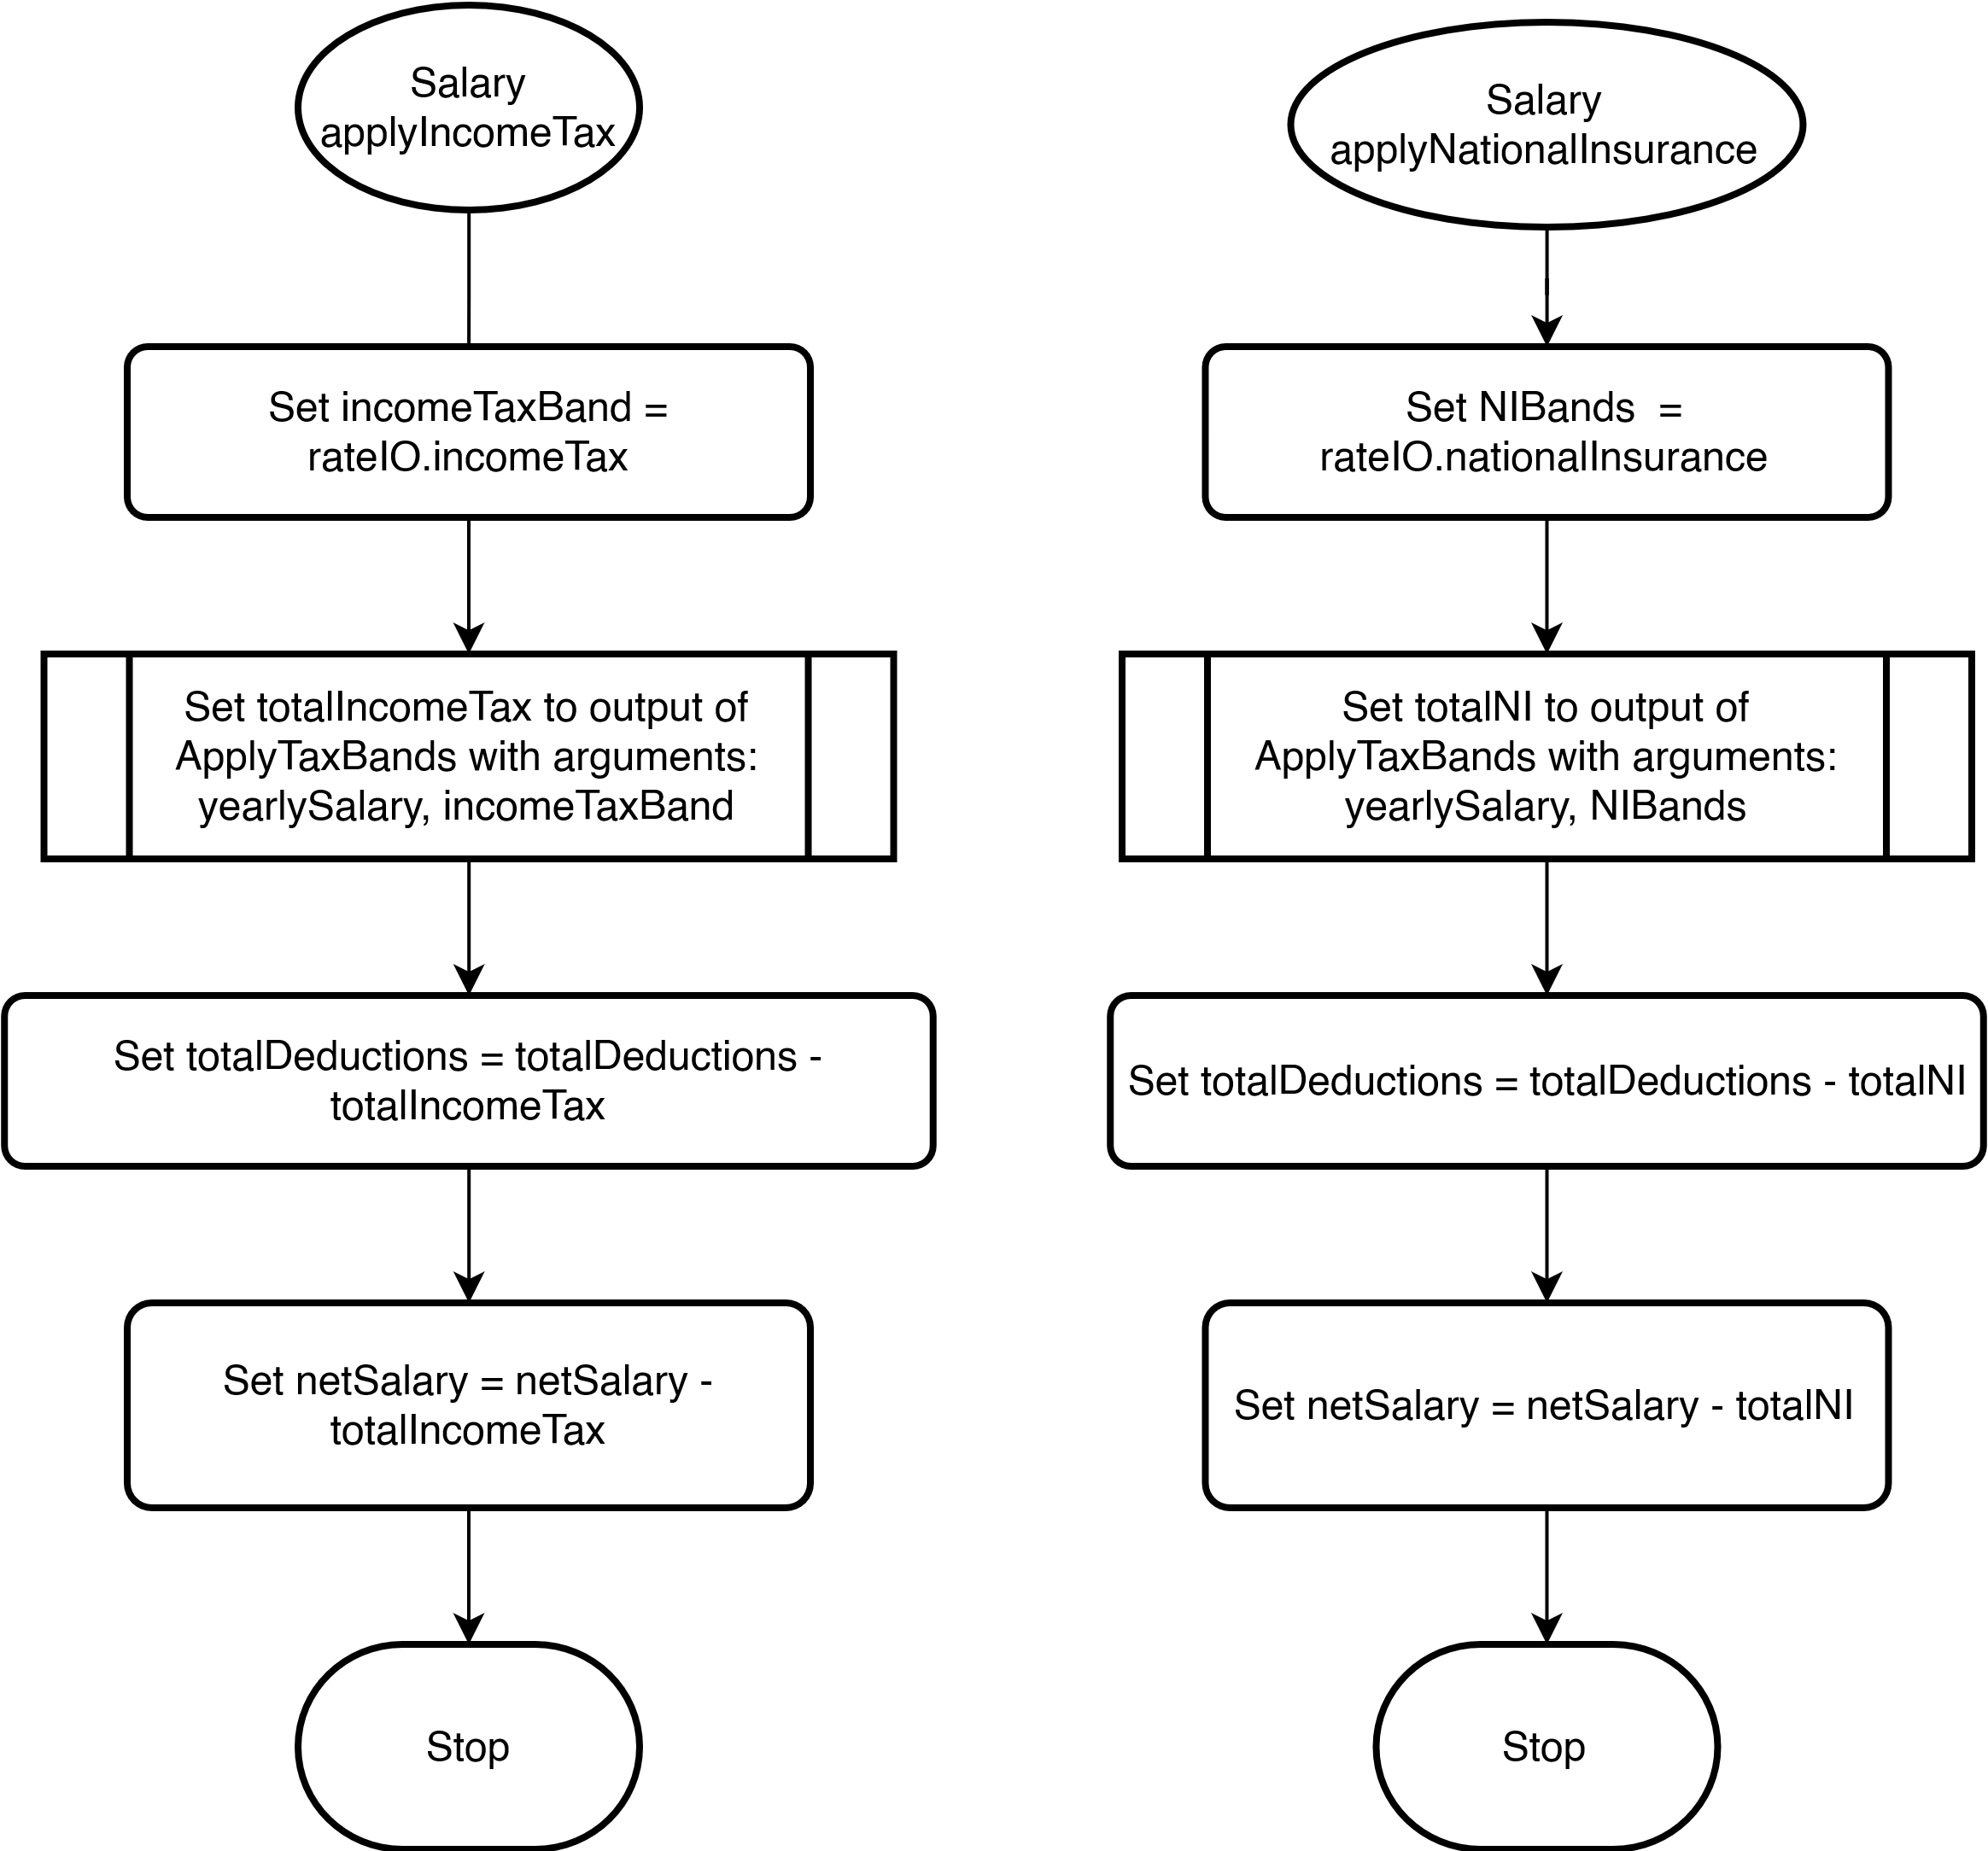 Salary
applyIncomeTax
Set incomeTaxBand =
rateIO.incomeTax
Set totalIncomeTax to output of
ApplyTaxBands with arguments:
yearlySalary, incomeTaxBand
Set totalDeductions = totalDeductions -
totalIncomeTax
Set netSalary = netSalary -
totalIncomeTax
Stop
Salary
applyNationalInsurance
Set NIBands  =
rateIO.nationalInsurance
Set totalNI to output of
ApplyTaxBands with arguments:
yearlySalary, NIBands
Set totalDeductions = totalDeductions - totalNI
Set netSalary = netSalary - totalNI
Stop